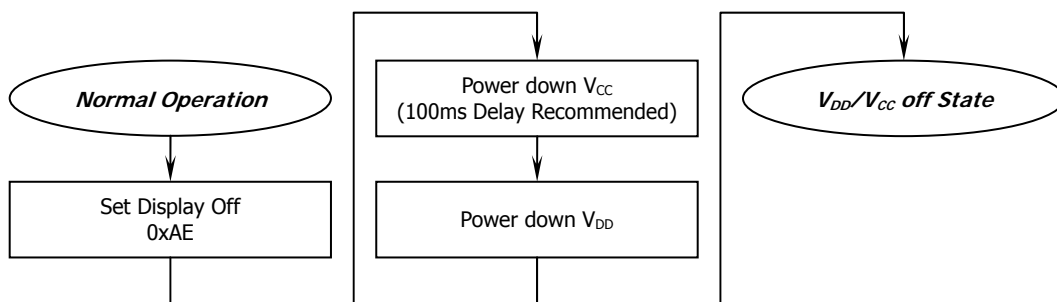 Normal Operation
Set Display Off
0xAE
Power down VCC
(100ms Delay Recommended)
Power down VDD
VDD/VCC off State